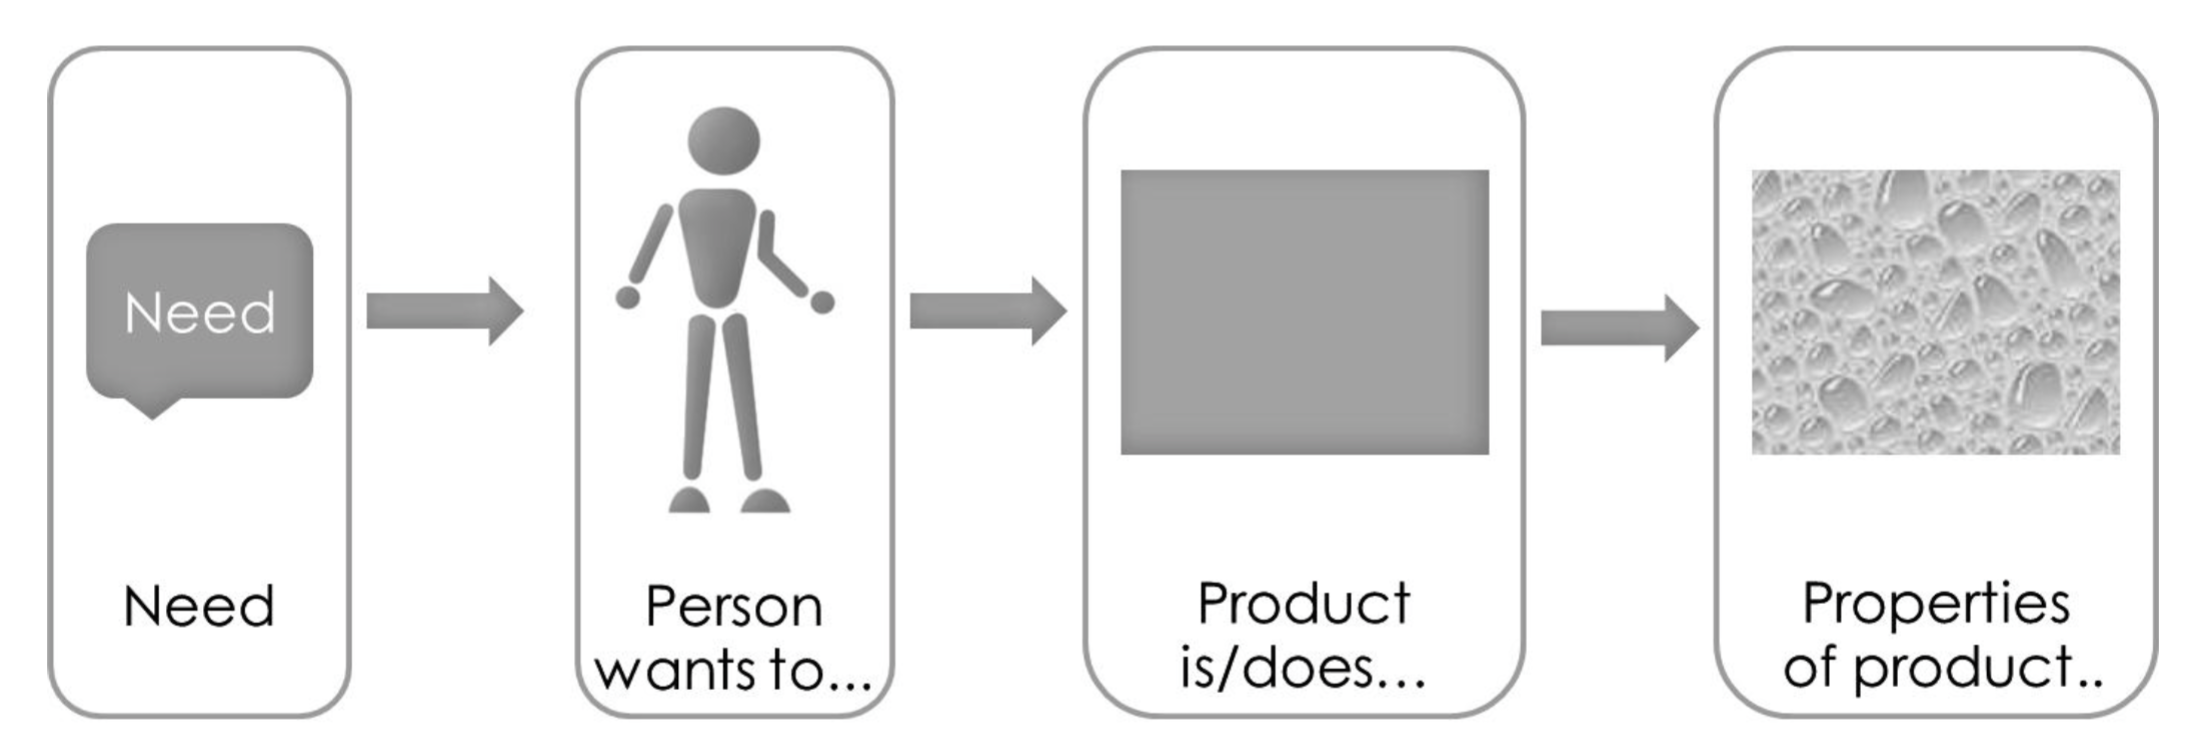 Need
Need
Person
wants to...
Product
is/does...
Properties
of product..